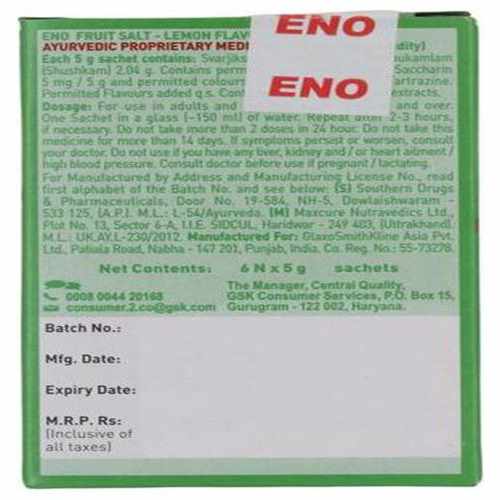 ENO FRUIT SALT - LEMON FLAV
ENO
AYURVEDIC PROPRIETARY MEDI dity)
Each 5 g sachet contains: Svarjiks ukamlam
(Shushkam) 2.04 g. Contains perm Saccharin
5 mg / 5 g and permitted colours Tartrazine.
Permitted Flavours added q.s. Cont extracts.
ENO
Dosage: For use in adults and and over.
One Sachet in a glass (~150 ml) of water. Repeat after 2-3 hours,
if necessary. Do not take more than 2 doses in 24 hour. Do not take this
medicine for more than 14 days. If symptoms persist or worsen, consult
your doctor. Do not use if you have any liver, kidney and / or heart ailment /
high blood pressure. Consult doctor before use if pregnant / lactating.
For Manufactured by Address and Manufacturing License No., read
first alphabet of the Batch No. and see below: (S) Southern Drugs
& Pharmaceuticals, Door No. 19-584, NH-5, Dowlaishwaram -
533 125, (A.P.). M.L.: L-54/Ayurveda. (M) Maxcure Nutravedics Ltd.,
Plot No. 13, Sector 6-A, I.I.E. SIDCUL, Haridwar - 249 403, (Uttrakhand).
M.L.: UK.AY.L-230/2012. Manufactured For: GlaxoSmithKline Asia Pvt.
Ltd., Patiala Road, Nabha - 147 201, Punjab, India. Co. Reg. No.: 55-73278.
Net Contents: 6 N x 5 g sachets
0008 0044 20168
consumer.2.co@gsk.com
The Manager, Central Quality,
GSK Consumer Services, P.O. Box 15,
Gurugram - 122 002, Haryana.
Batch No.:
Mfg. Date:
Expiry Date:
M.R.P. Rs:
(Inclusive of
all taxes)